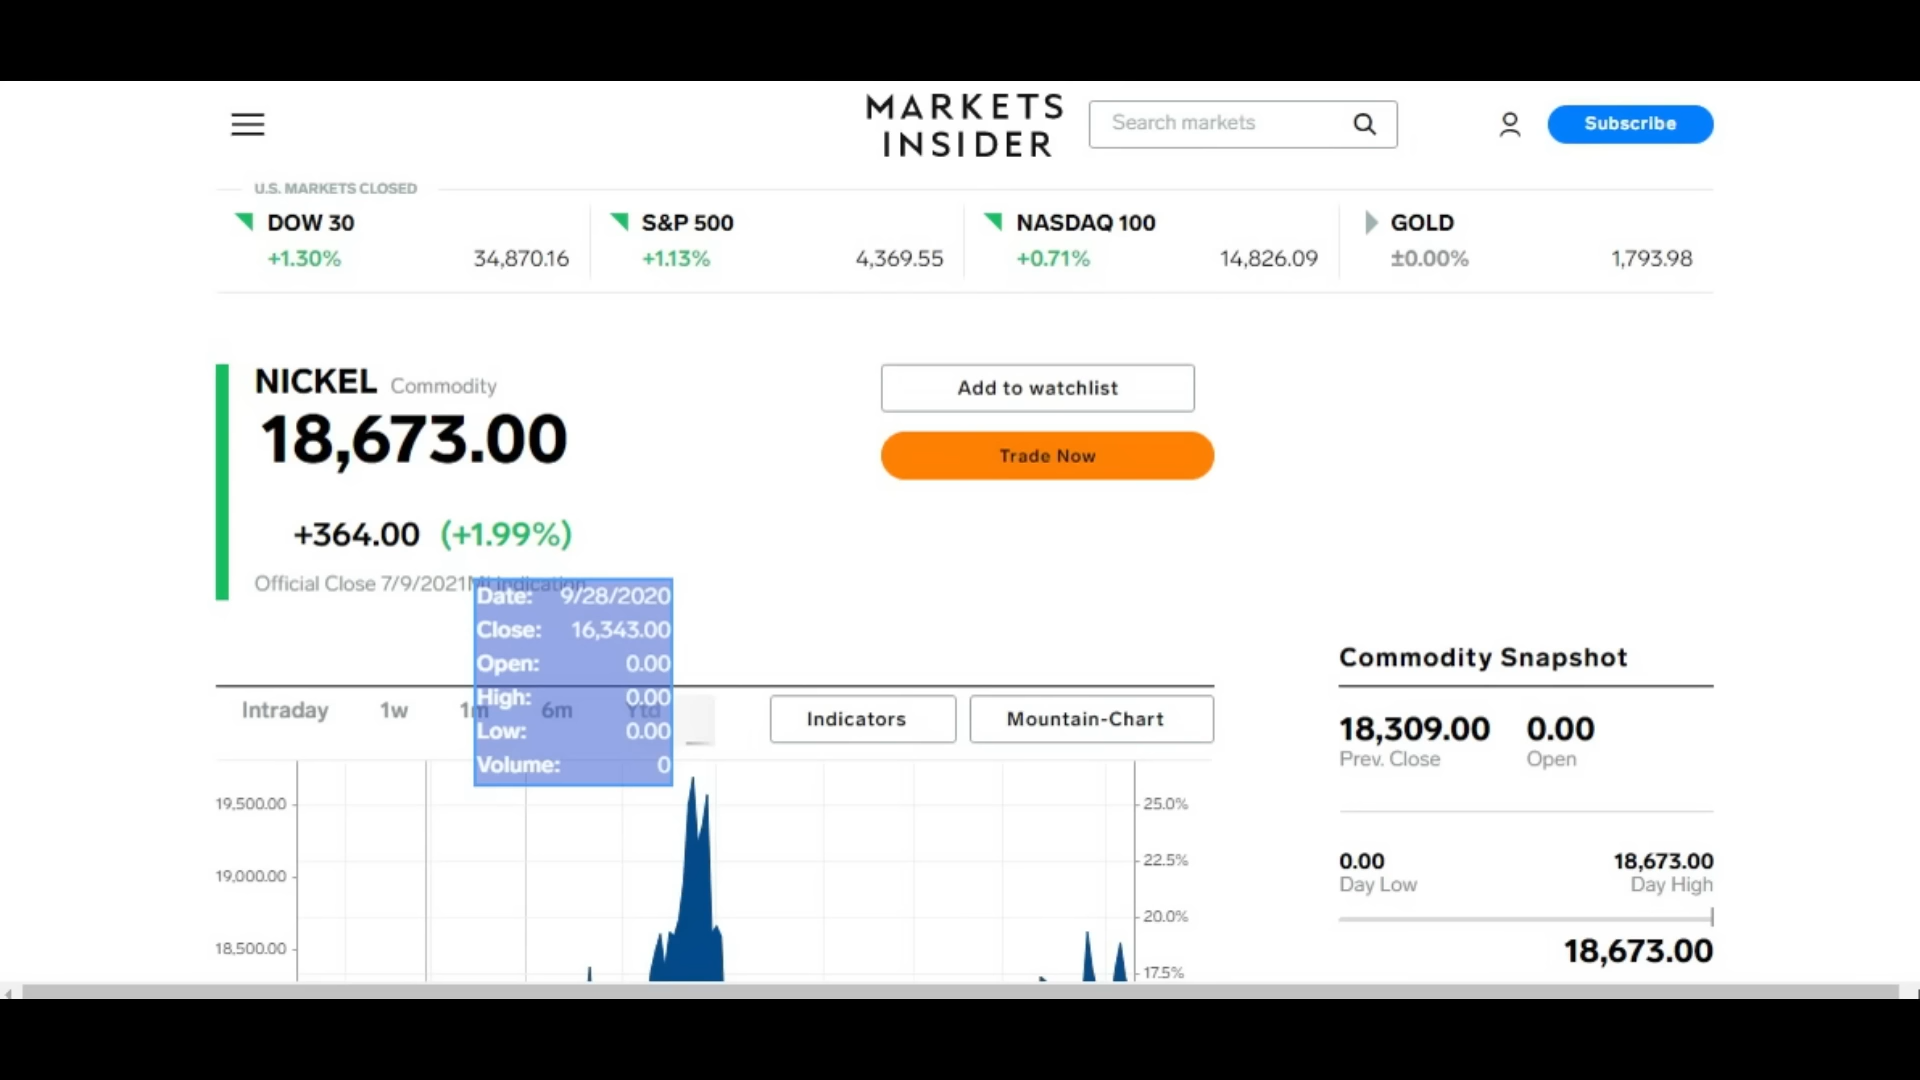 MARKETS
INSIDER
Search markets
Subscribe
U.S. MARKETS CLOSED
DOW 30
+1.30% 34,870.16
S&P 500
+1.13% 4,369.55
NASDAQ 100
+0.71% 14,826.09
GOLD
±0.00% 1,793.98
NICKEL Commodity
18,673.00
+364.00 (+1.99%)
Add to watchlist
Trade Now
Official Close 7/9/2021 MI Indication
Date: 9/28/2020
Close: 16,343.00
Open: 0.00
High: 0.00
Low: 0.00
Volume: 0
Intraday 1w 1m 6m Ytd
Indicators
Mountain-Chart
19,500.00
19,000.00
18,500.00
25.0%
22.5%
20.0%
17.5%
Commodity Snapshot
18,309.00 0.00
Prev. Close Open
0.00 18,673.00
Day Low Day High
18,673.00